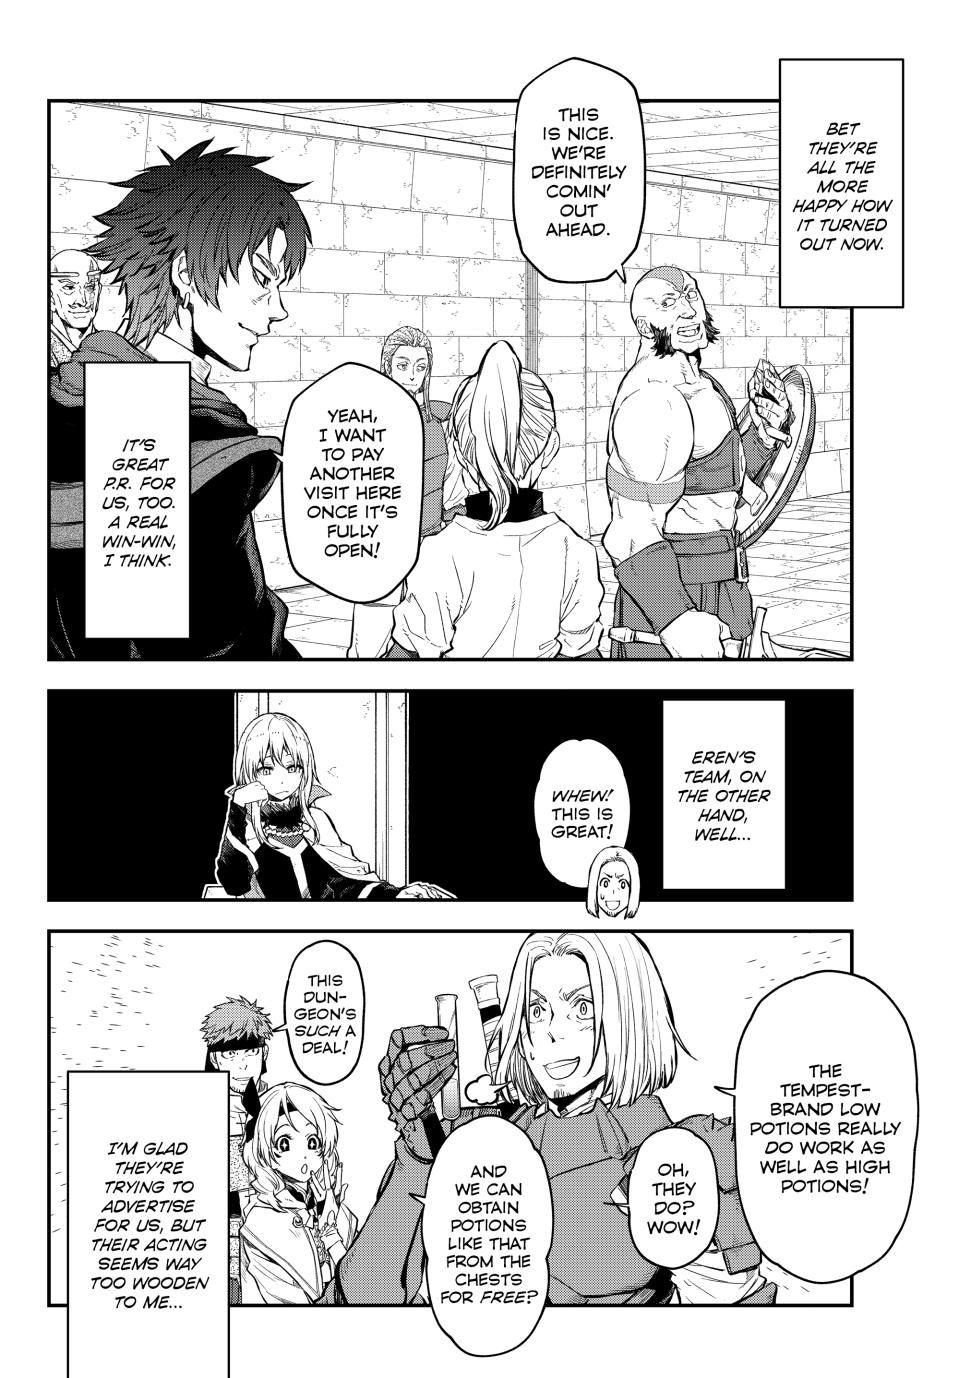 BET
THEY'RE
ALL THE
MORE
HAPPY HOW
IT TURNED
OUT NOW.
THIS
IS NICE.
WE'RE
DEFINITELY
COMIN'
OUT
AHEAD.
YEAH,
I WANT
TO PAY
ANOTHER
VISIT HERE
ONCE IT'S
FULLY
OPEN!
IT'S
GREAT
P.R. FOR
US, TOO.
A REAL
WIN-WIN,
I THINK.
EREN'S
TEAM, ON
THE OTHER
HAND,
WELL...
WHEW!
THIS IS
GREAT!
THE
TEMPEST-
BRAND LOW
POTIONS REALLY
DO WORK AS
WELL AS HIGH
POTIONS!
OH,
THEY
DO?
WOW!
AND
WE CAN
OBTAIN
POTIONS
LIKE THAT
FROM THE
CHESTS
FOR FREE?
THIS
DUN-
GEON'S
SUCH A
DEAL!
I'M GLAD
THEY'RE
TRYING TO
ADVERTISE
FOR US, BUT
THEIR ACTING
SEEMS WAY
TOO WOODEN
TO ME...